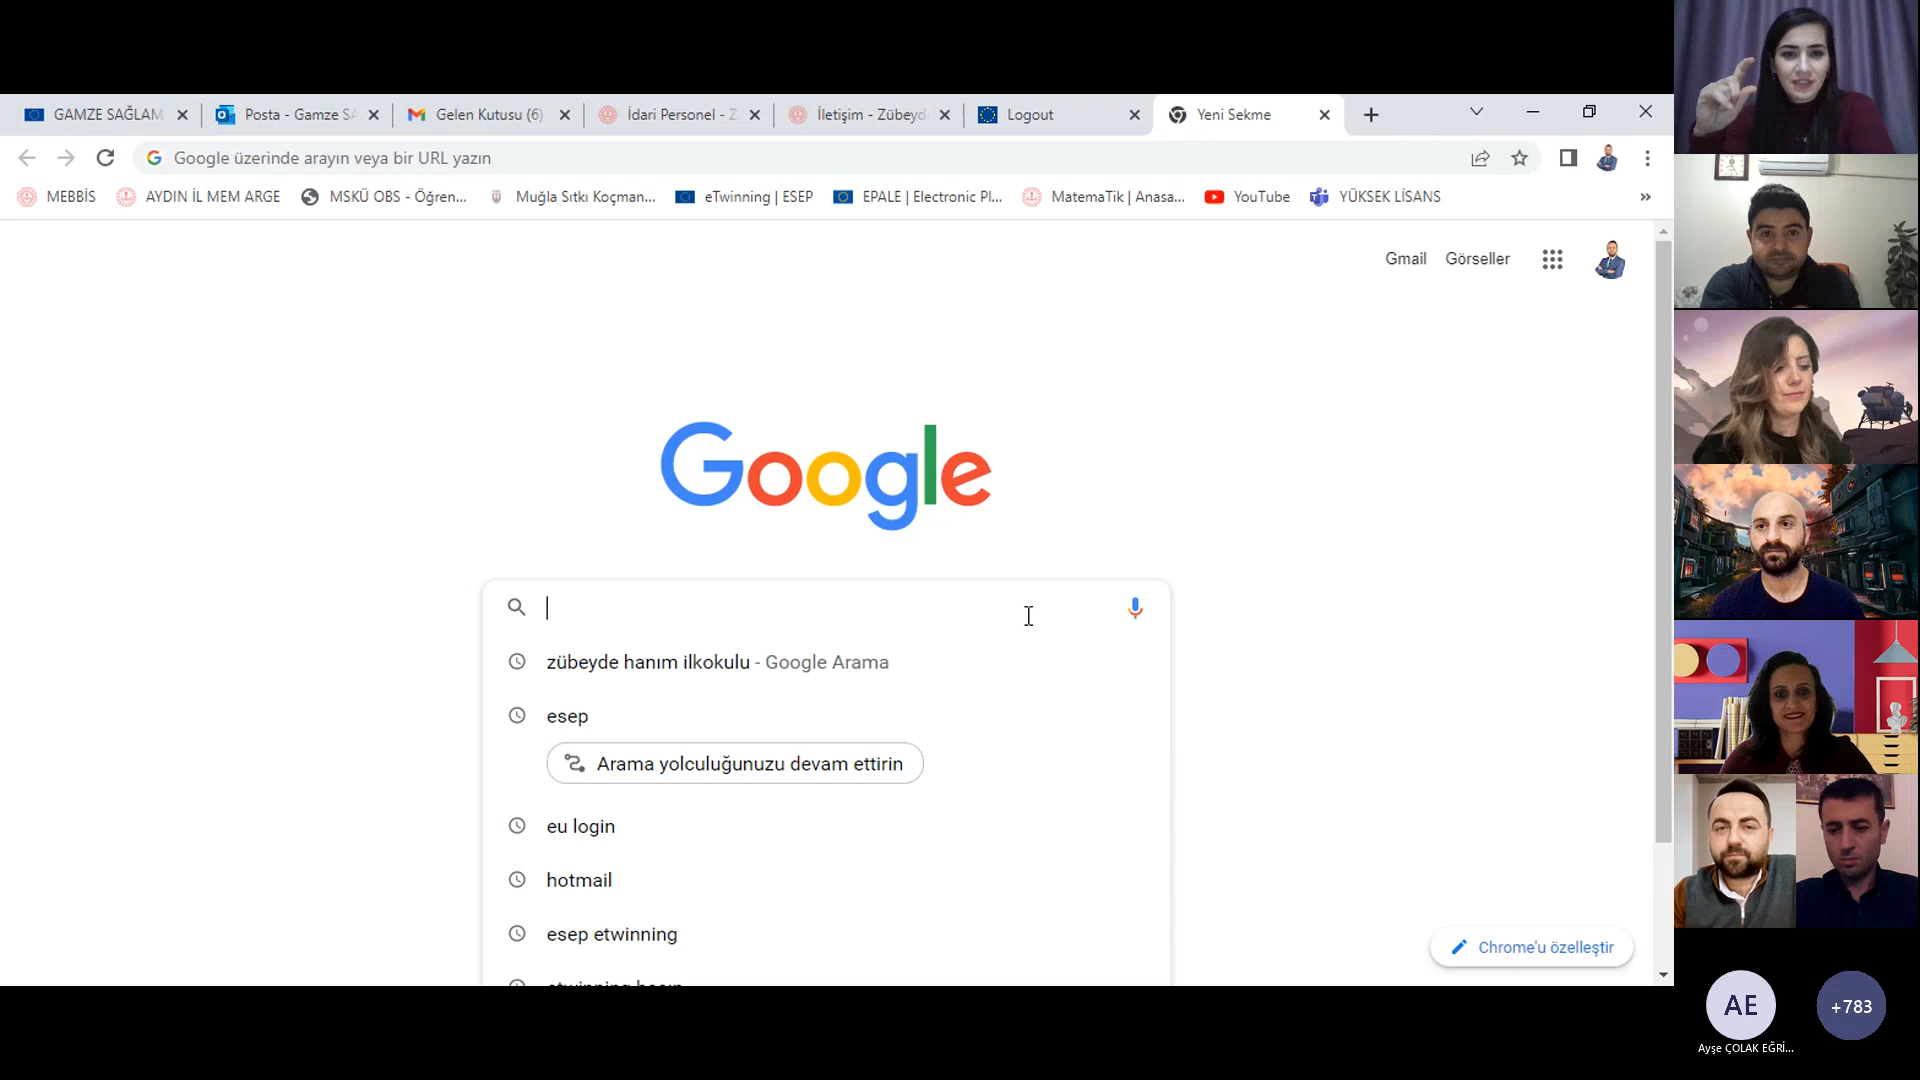 GAMZE SAĞLAM
Posta - Gamze SA
Gelen Kutusu (6)
İdari Personel - Z
İletişim - Zübeyd
Logout
Yeni Sekme
Google üzerinde arayın veya bir URL yazın
MEBBİS
AYDIN İL MEM ARGE
MSKÜ OBS - Öğren...
Muğla Sıtkı Koçman...
eTwinning | ESEP
EPALE | Electronic Pl...
MatemaTik | Anasa...
YouTube
YÜKSEK LİSANS
Gmail
Görseller
Google
zübeyde hanım ilkokulu - Google Arama
esep
Arama yolculuğunuzu devam ettirin
eu login
hotmail
esep etwinning
Chrome'u özelleştir
AE
+783
Ayşe ÇOLAK EĞRİ...